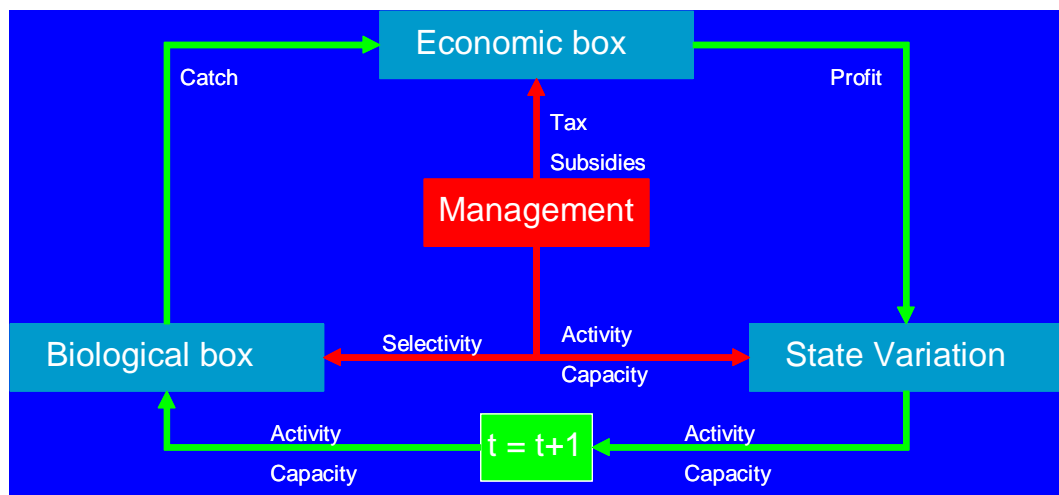 Economic box
Catch
Profit
Tax
Subsidies
Management
Biological box
Selectivity
Activity
Capacity
State Variation
Activity
Capacity
t = t+1
Activity
Capacity